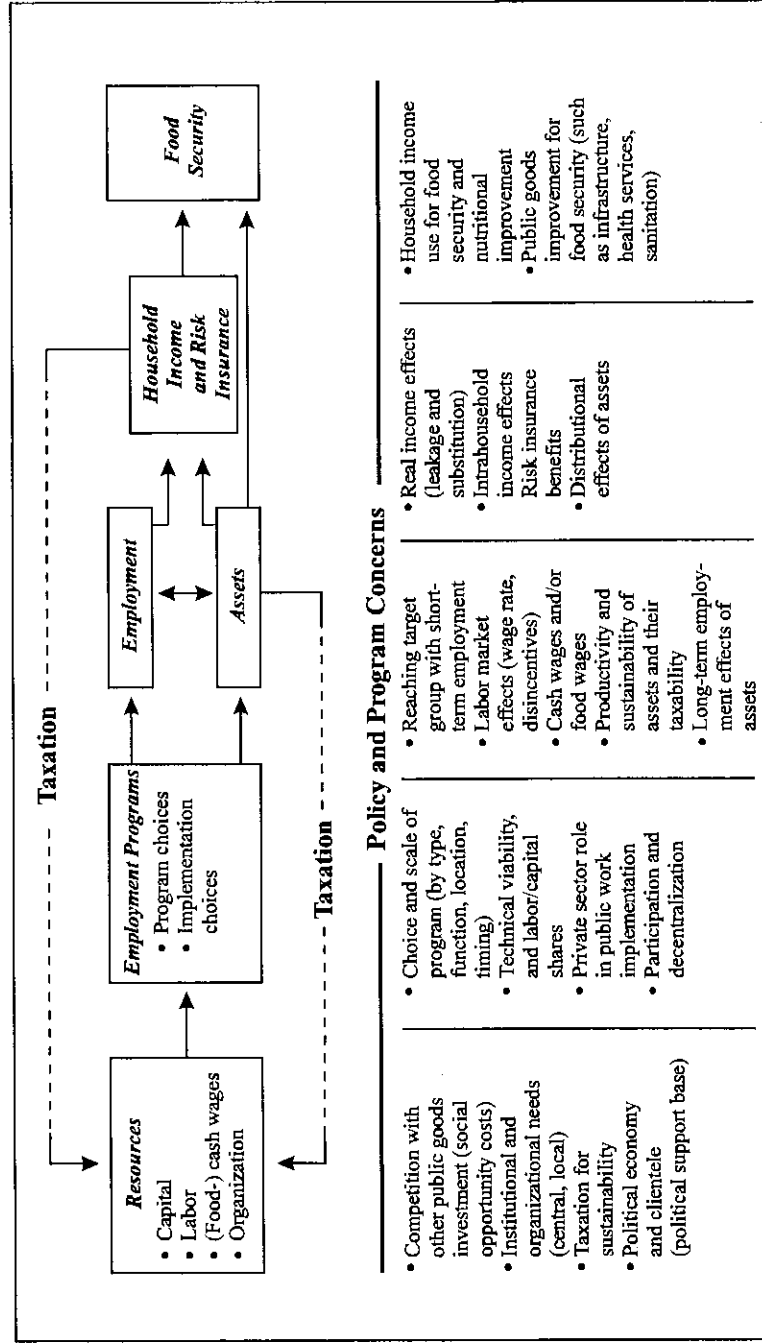 Taxation
Resources
• Capital
• Labor
• (Food-) cash wages
• Organization
Employment Programs
• Program choices
• Implementation
choices
Employment
Assets
Household
Income
and Risk
Insurance
Food
Security
Taxation
Policy and Program Concerns
• Competition with
other public goods
investment (social
opportunity costs)
• Institutional and
organizational needs
(central, local)
• Taxation for
sustainability
• Political economy
and clientele
(political support base)
• Choice and scale of
program (by type,
function, location,
timing)
• Technical viability,
and labor/capital
shares
• Private sector role
in public work
implementation
• Participation and
decentralization
• Reaching target
group with short-
term employment
• Labor market
effects (wage rate,
disincentives)
• Cash wages and/or
food wages
• Productivity and
sustainability of
assets and their
taxability
• Long-term employ-
ment effects of
assets
• Real income effects
(leakage and
substitution)
• Intrahousehold
income effects
Risk insurance
benefits
• Distributional
effects of assets
• Household income
use for food
security and
nutritional
improvement
• Public goods
improvement for
food security (such
as infrastructure,
health services,
sanitation)